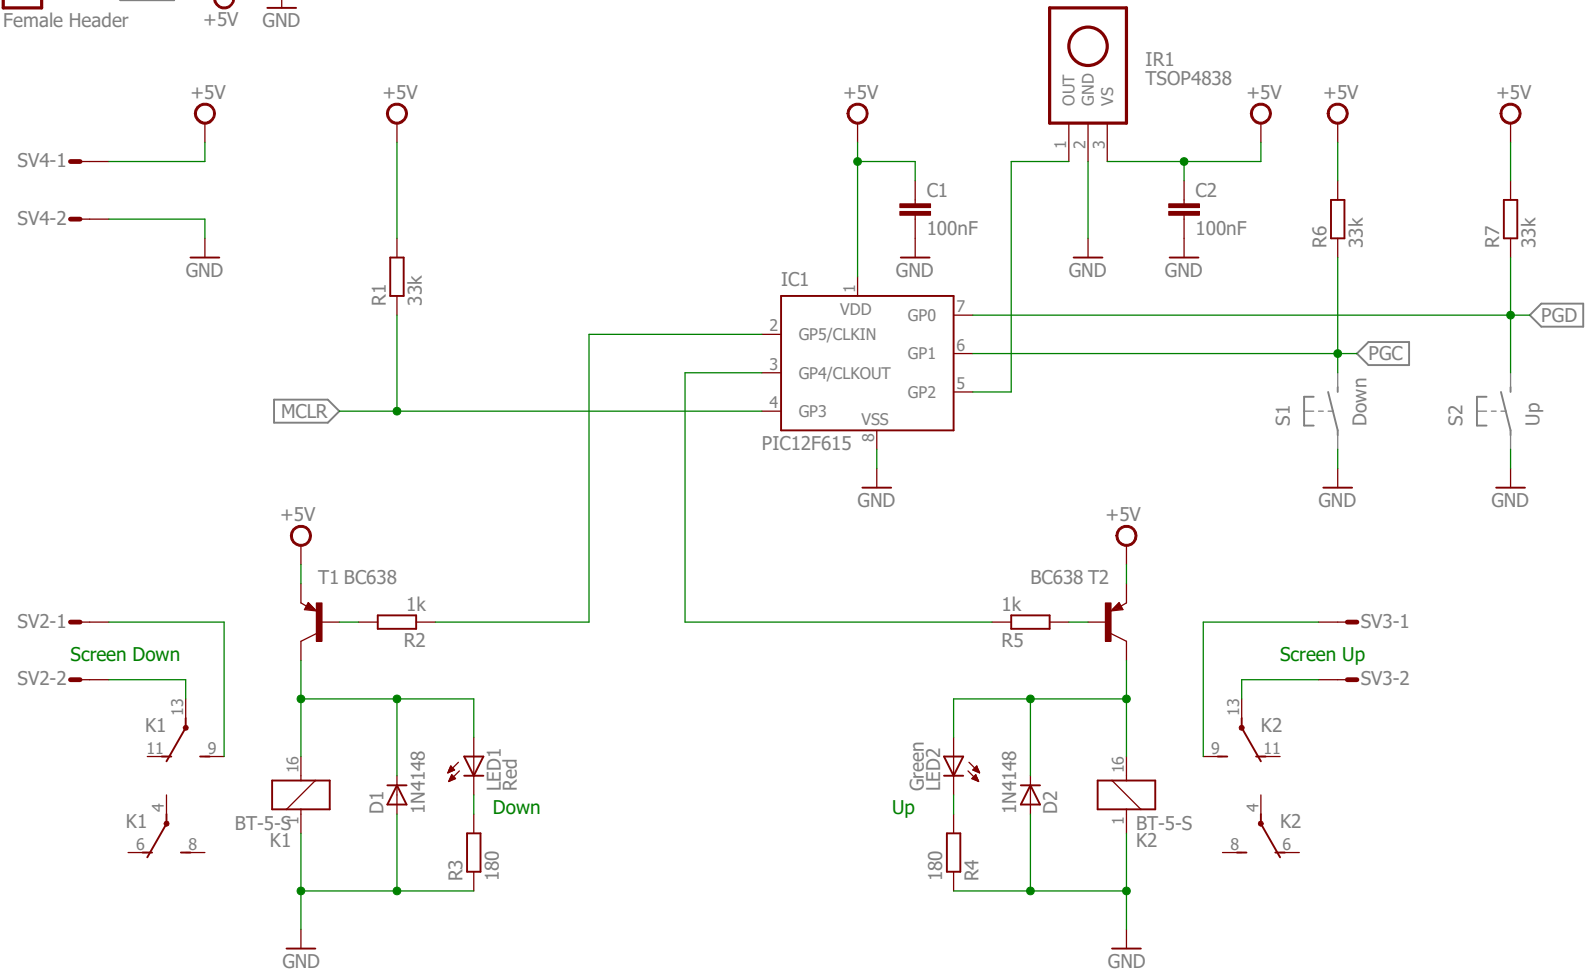 Female Header
+5V
GND
IR1
TSOP4838
OUT
GND
VS
1
2
3
+5V
+5V
+5V
+5V
+5V
+5V
SV4-1
SV4-2
GND
R1
33k
C1
100nF
GND
GND
C2
100nF
GND
R6
33k
R7
33k
IC1
1
VDD
2
GP5/CLKIN
3
GP4/CLKOUT
4
GP3
GP0
7
GP1
6
GP2
5
VSS
8
PIC12F615
GND
MCLR
PGD
PGC
S1
Down
GND
S2
Up
GND
+5V
T1 BC638
1k
R2
+5V
BC638 T2
1k
R5
SV2-1
Screen Down
SV2-2
13
K1
11
9
4
K1
6
8
16
BT-5-S
1
K1
D1
1N4148
LED1
Red
Down
R3
180
GND
Green
LED2
Up
180
R4
1N4148
D2
16
1
BT-5-S
K2
GND
SV3-1
Screen Up
SV3-2
13
K2
9
11
4
K2
8
6